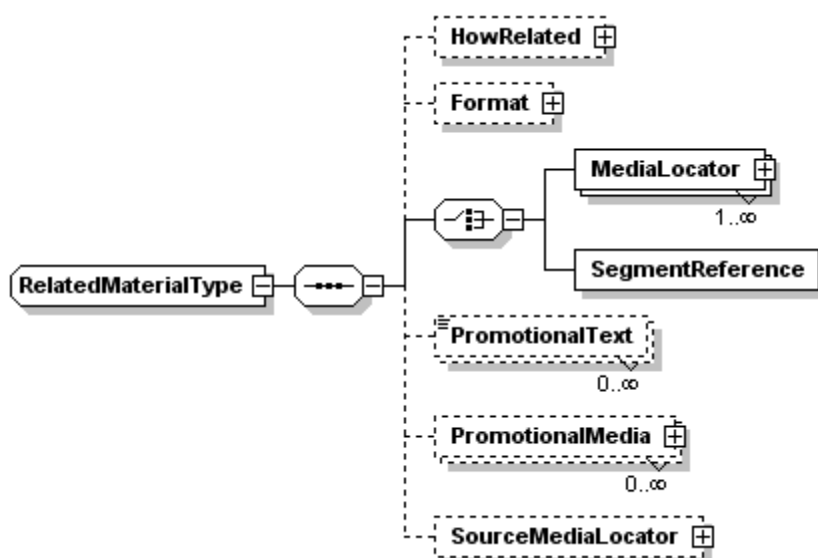 HowRelated
Format
MediaLocator
1..∞
RelatedMaterialType
SegmentReference
PromotionalText
0..∞
PromotionalMedia
0..∞
SourceMediaLocator